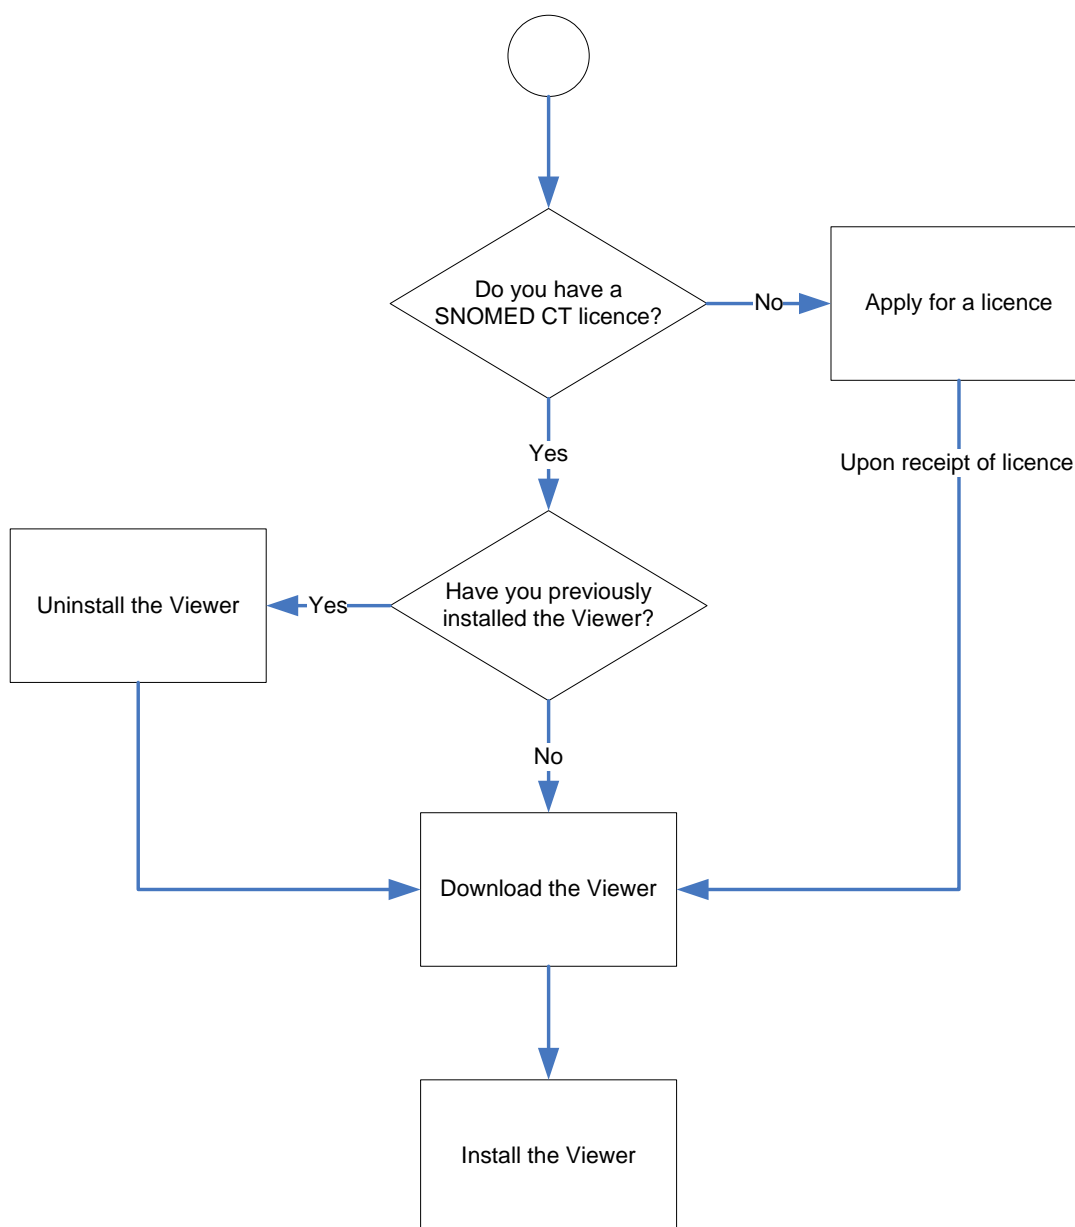 Do you have a
SNOMED CT licence?
No
Apply for a licence
Yes
Upon receipt of licence
Uninstall the Viewer
Yes
Have you previously
installed the Viewer?
No
Download the Viewer
Install the Viewer